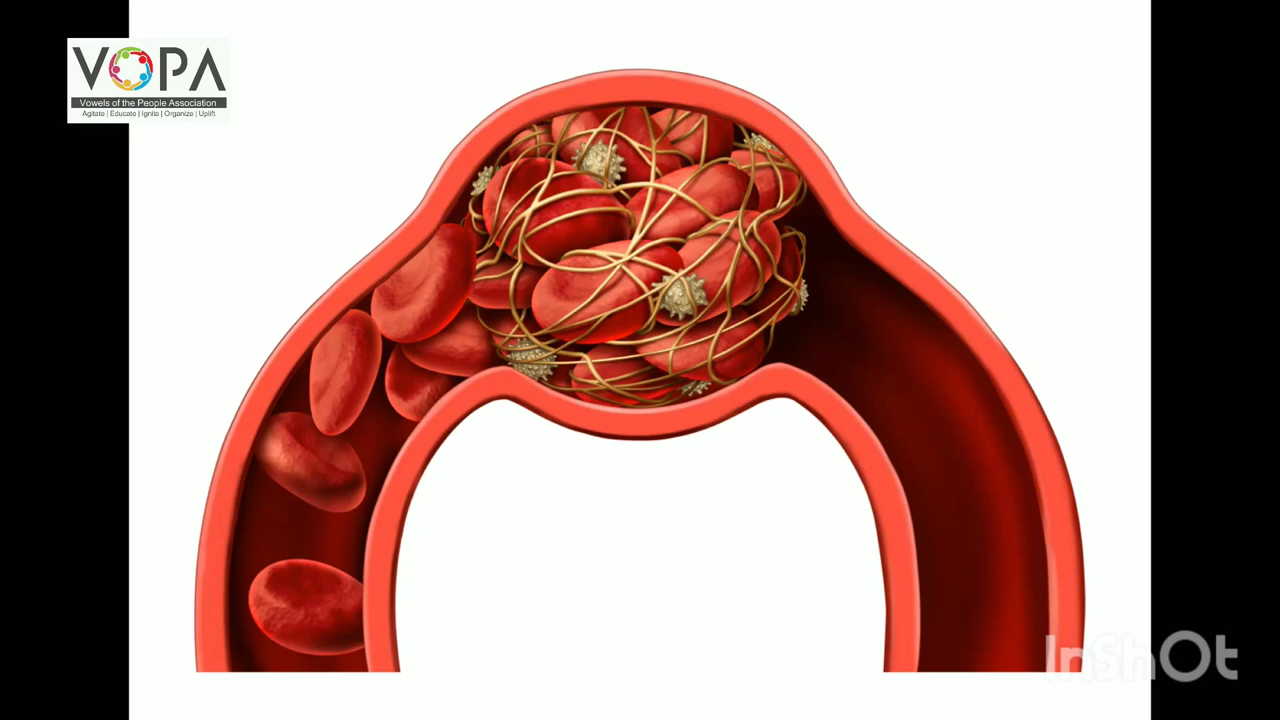 VOPA
Vowels of the People Association
Agitate | Educate | Ignite | Organize | Uplift
InShOt